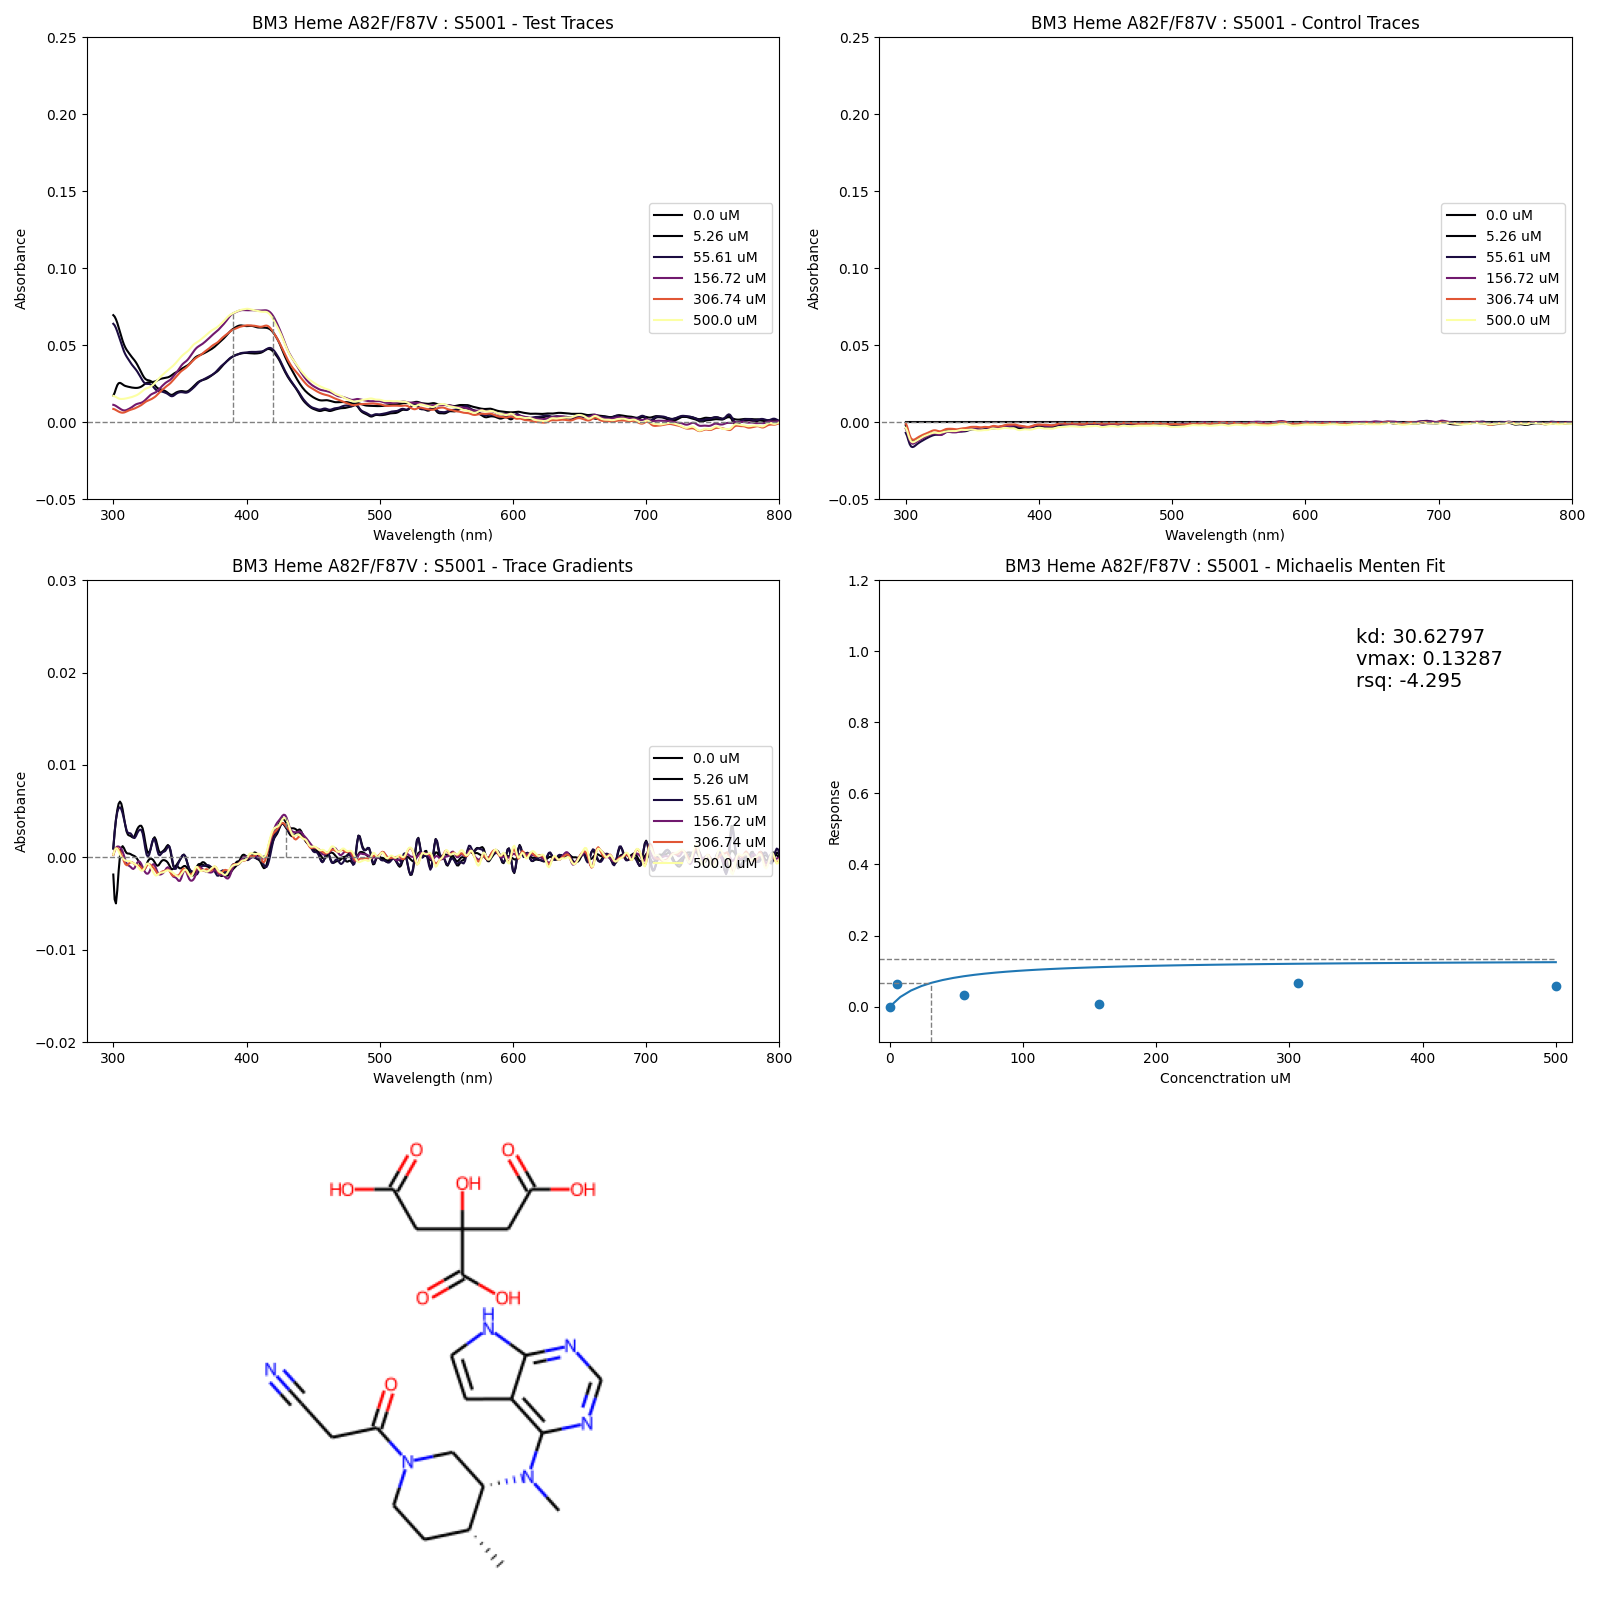 BM3 Heme A82F/F87V : S5001 - Test Traces
0.25
0.20
0.15
0.10
0.05
0.00
−0.05
Absorbance
300 400 500 600 700 800
Wavelength (nm)
0.0 uM
5.26 uM
55.61 uM
156.72 uM
306.74 uM
500.0 uM
BM3 Heme A82F/F87V : S5001 - Control Traces
0.25
0.20
0.15
0.10
0.05
0.00
−0.05
Absorbance
300 400 500 600 700 800
Wavelength (nm)
0.0 uM
5.26 uM
55.61 uM
156.72 uM
306.74 uM
500.0 uM
BM3 Heme A82F/F87V : S5001 - Trace Gradients
0.03
0.02
0.01
0.00
−0.01
−0.02
Absorbance
300 400 500 600 700 800
Wavelength (nm)
0.0 uM
5.26 uM
55.61 uM
156.72 uM
306.74 uM
500.0 uM
BM3 Heme A82F/F87V : S5001 - Michaelis Menten Fit
1.2
1.0
0.8
0.6
0.4
0.2
0.0
Response
kd: 30.62797
vmax: 0.13287
rsq: -4.295
0 100 200 300 400 500
Concenctration uM
O O
HO OH OH
O OH
H
N N
N O
N
N N